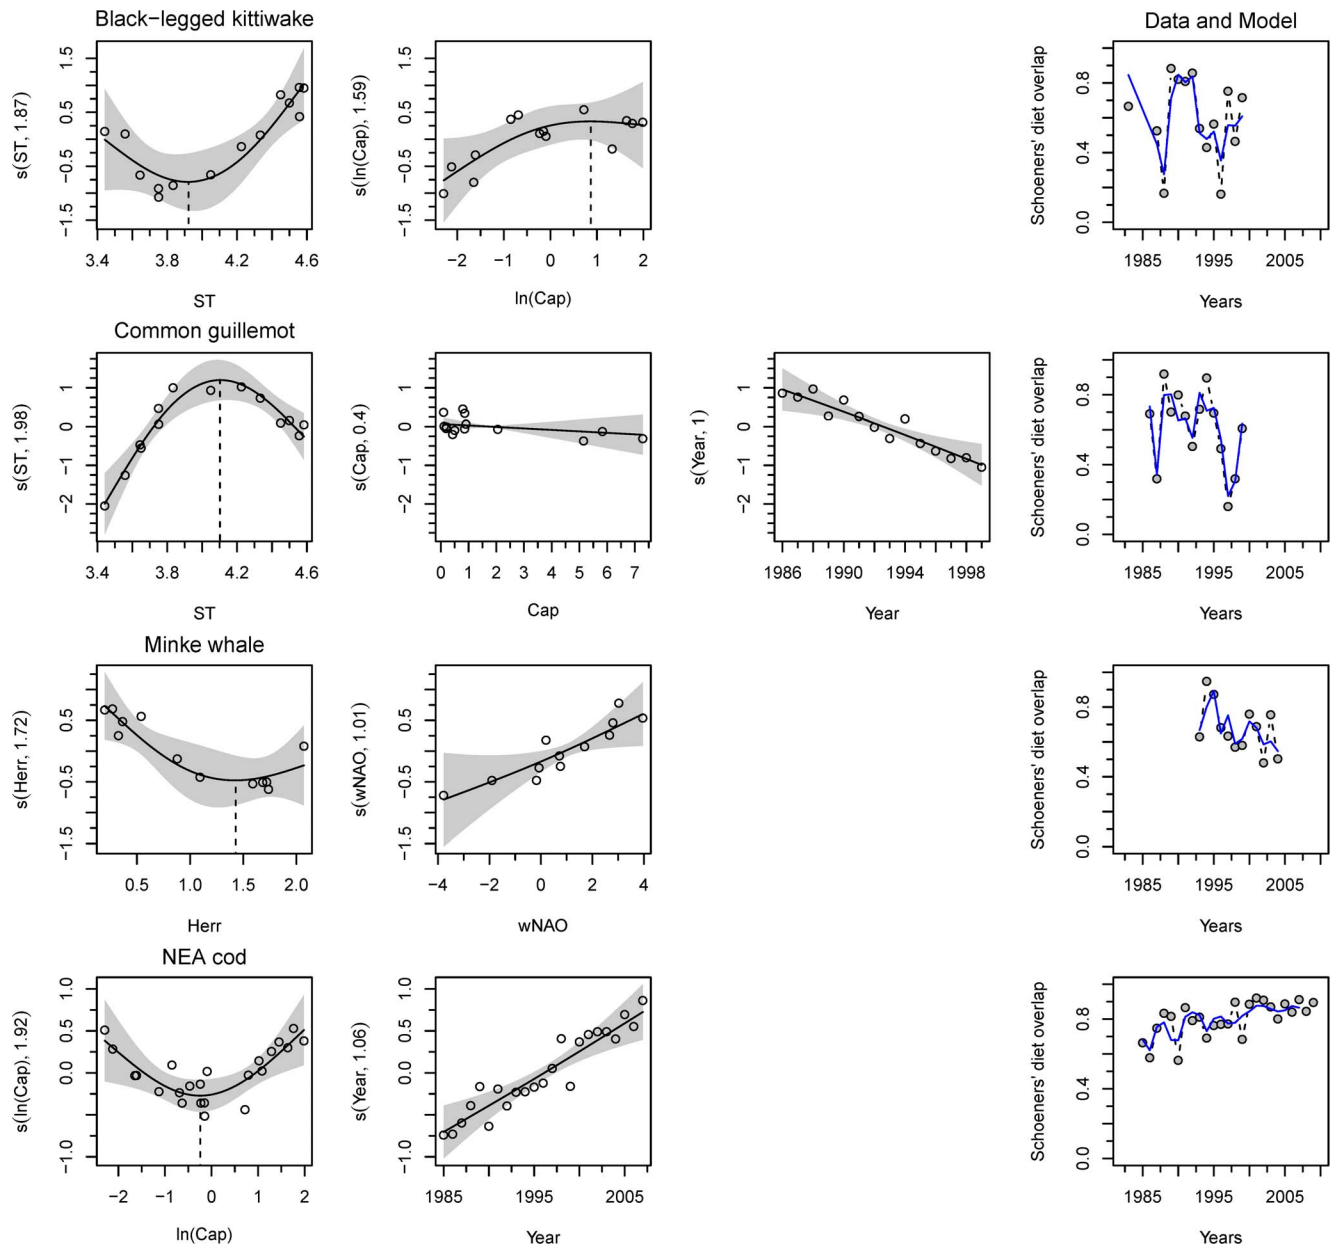 Black−legged kittiwake
Data and Model
s(ST, 1.87)
1.5
0.5
−0.5
−1.5
3.4 3.8 4.2 4.6
ST
s(ln(Cap), 1.59)
1.5
0.5
−0.5
−1.5
−2 −1 0 1 2
ln(Cap)
Schoeners' diet overlap
0.8
0.4
0.0
1985 1995 2005
Years
Common guillemot
s(ST, 1.98)
1
0
−1
−2
3.4 3.8 4.2 4.6
ST
s(Cap, 0.4)
1
0
−1
−2
0 1 2 3 4 5 6 7
Cap
s(Year, 1)
1
0
−1
−2
1986 1990 1994 1998
Year
Schoeners' diet overlap
0.8
0.4
0.0
1985 1995 2005
Years
Minke whale
s(Herr, 1.72)
0.5
−0.5
−1.5
0.5 1.0 1.5 2.0
Herr
s(wNAO, 1.01)
0.5
−0.5
−1.5
−4 −2 0 2 4
wNAO
Schoeners' diet overlap
0.8
0.4
0.0
1985 1995 2005
Years
NEA cod
s(ln(Cap), 1.92)
1.0
0.5
0.0
−1.0
−2 −1 0 1 2
ln(Cap)
s(Year, 1.06)
1.0
0.5
0.0
−1.0
1985 1995 2005
Year
Schoeners' diet overlap
0.8
0.4
0.0
1985 1995 2005
Years